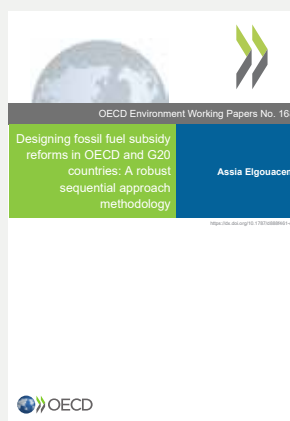 OECD Environment Working Papers No. 16
Designing fossil fuel subsidy
reforms in OECD and G20
countries: A robust
sequential approach
methodology
Assia Elgouacem
OECD